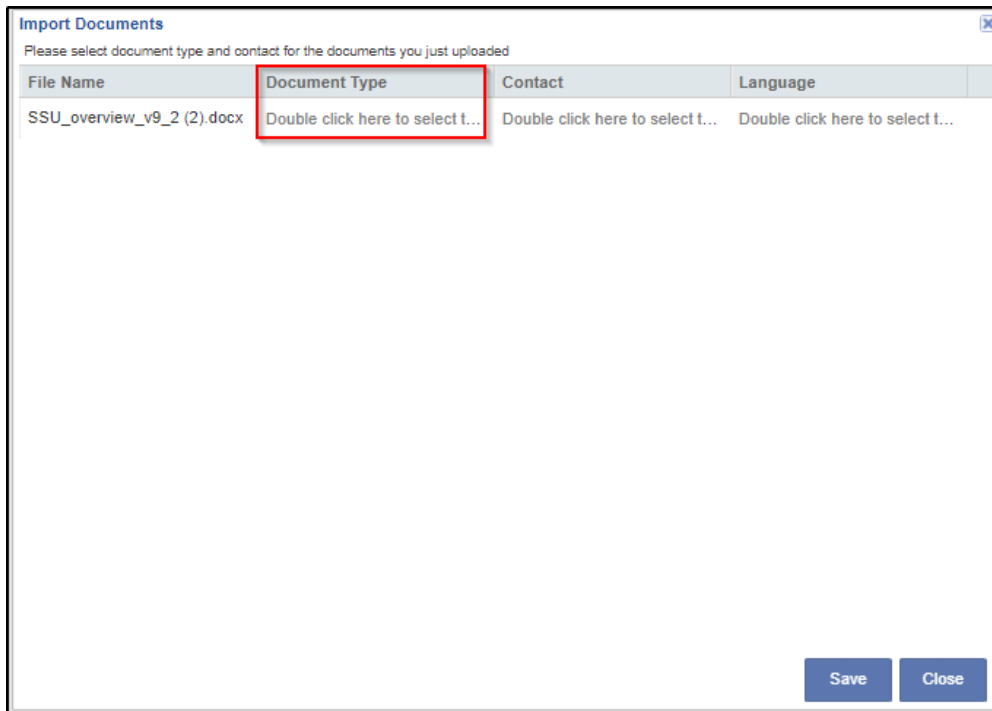 Import Documents
Please select document type and contact for the documents you just uploaded
File Name Document Type Contact Language
SSU_overview_v9_2 (2).docx Double click here to select t... Double click here to select t... Double click here to select t...
Save Close